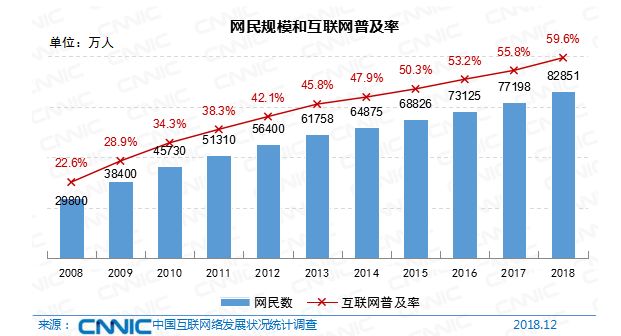 网民规模和互联网普及率
单位：万人
22.6% 28.9% 34.3% 38.3% 42.1% 45.8% 47.9% 50.3% 53.2% 55.8% 59.6%
29800 38400 45730 51310 56400 61758 64875 68826 73125 77198 82851
2008 2009 2010 2011 2012 2013 2014 2015 2016 2017 2018
网民数 互联网普及率
来源： CNNIC 中国互联网络发展状况统计调查 2018.12